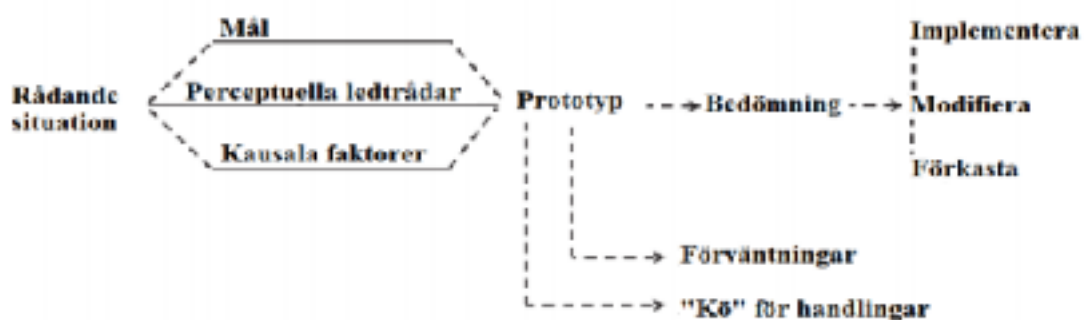 Mål
Implementera
Rådande
situation
Perceptuella ledtrådar
Prototyp
Bedömning
Modifiera
Kausala faktorer
Förkasta
Förväntningar
"Kö" för handlingar